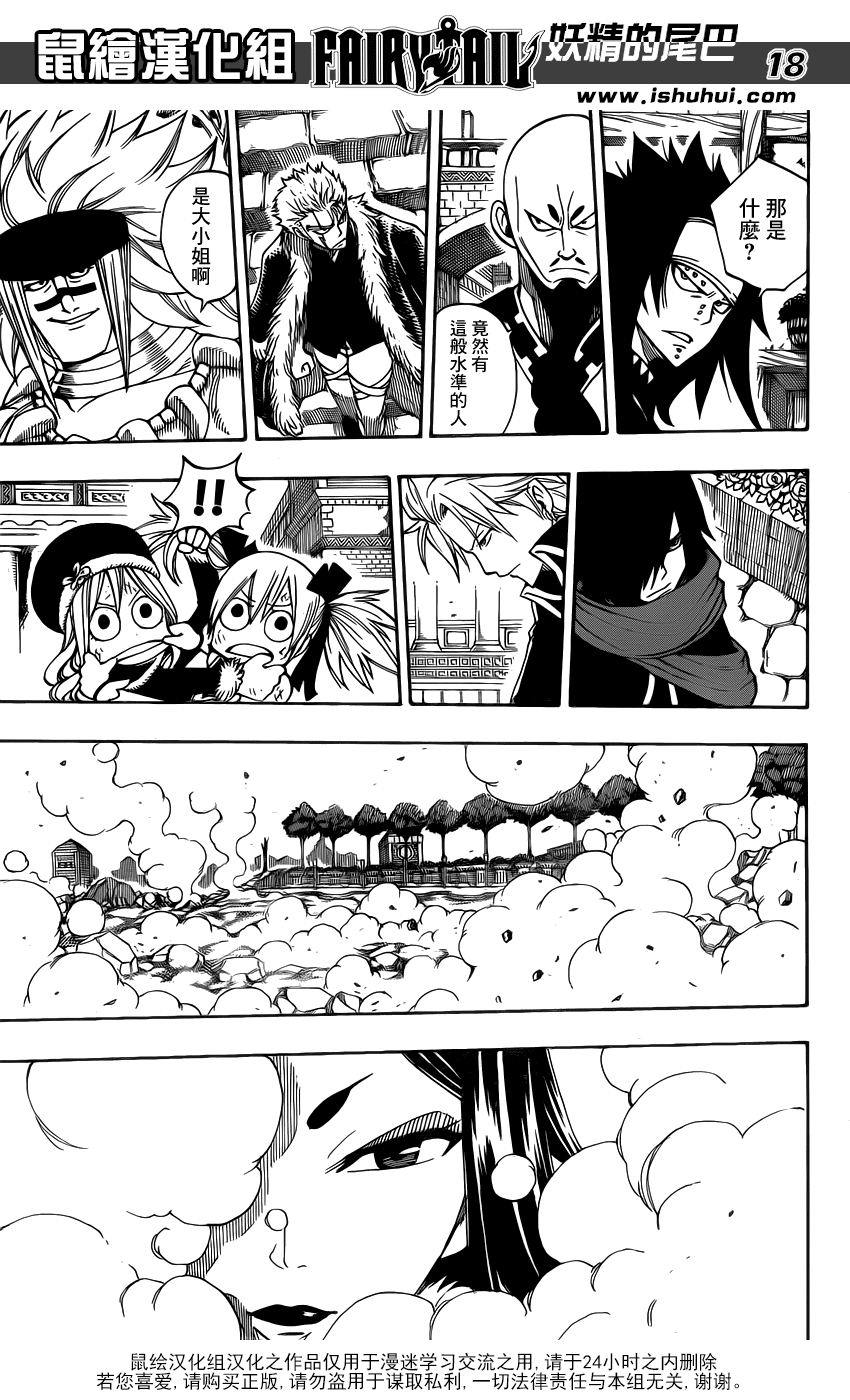 鼠繪漢化組
FAIRY TAIL
妖精的尾巴
18
www.ishuhui.com
那是
什麼?
竟然有
這般水準的人
是大小姐啊
!!
鼠绘汉化组汉化之作品仅用于漫迷学习交流之用,请于24小时之内删除
若您喜爱,请购买正版,请勿用于谋取私利,一切法律责任与本组无关,谢谢。